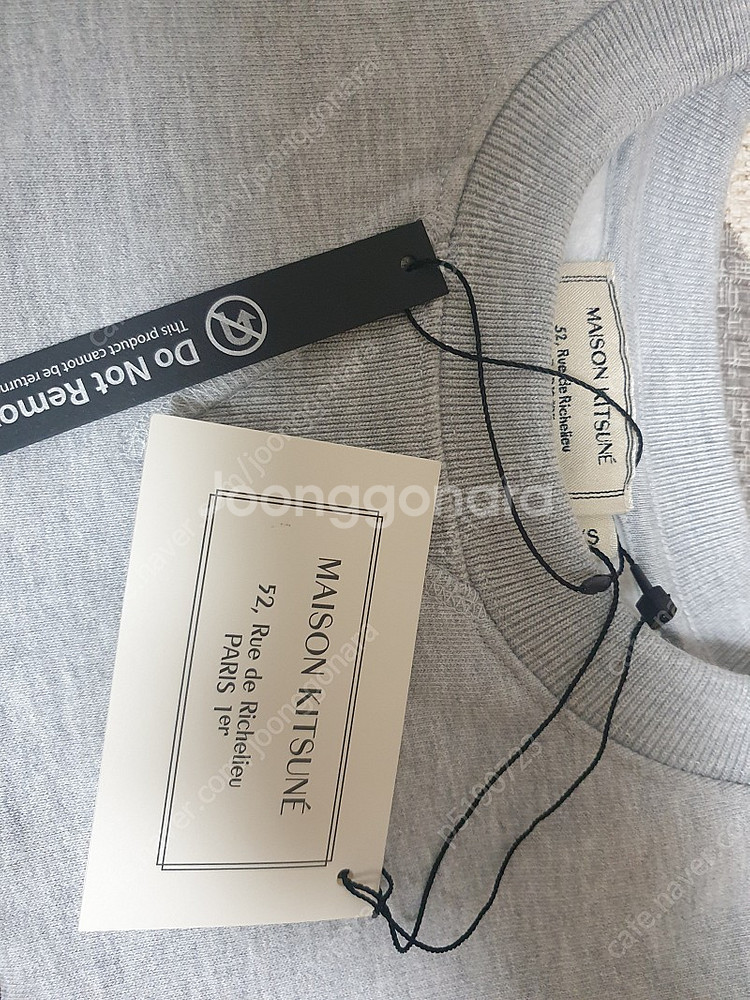 MAISON KITSUNÉ
52, Rue de Richelieu
PARIS 1er
MAISON KITSUNÉ
52, Rue de Richelieu
S
Do Not Remo
This product cannot be return
Joonggonara